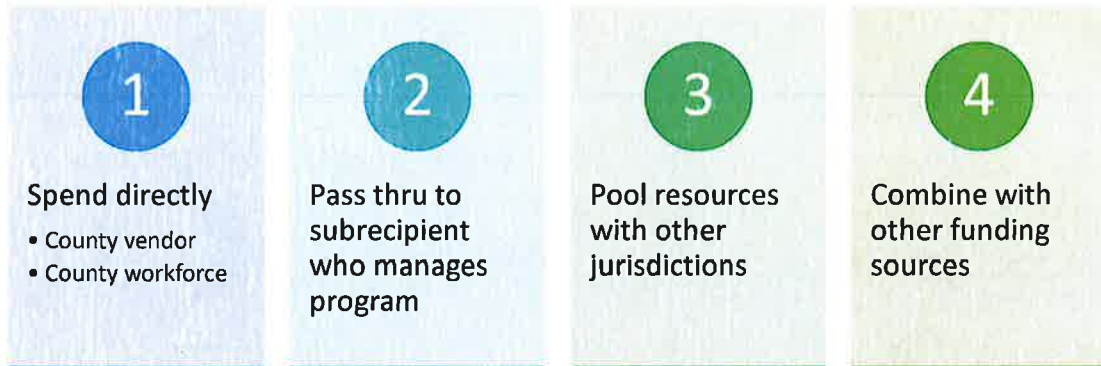 1
Spend directly
• County vendor
• County workforce
2
Pass thru to
subrecipient
who manages
program
3
Pool resources
with other
jurisdictions
4
Combine with
other funding
sources